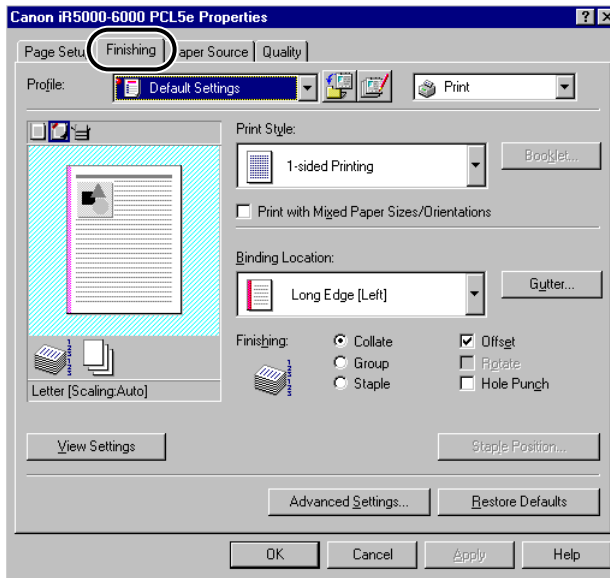 Canon iR5000-6000 PCL5e Properties
Page Setu Finishing aper Source Quality
Profile: Default Settings Print
Print Style:
1-sided Printing Booklet...
Print with Mixed Paper Sizes/Orientations
Binding Location:
Long Edge [Left] Gutter...
Finishing: Collate Offset
Group Rotate
Staple Hole Punch
Letter [Scaling:Auto]
View Settings Staple Position...
Advanced Settings... Restore Defaults
OK Cancel Apply Help